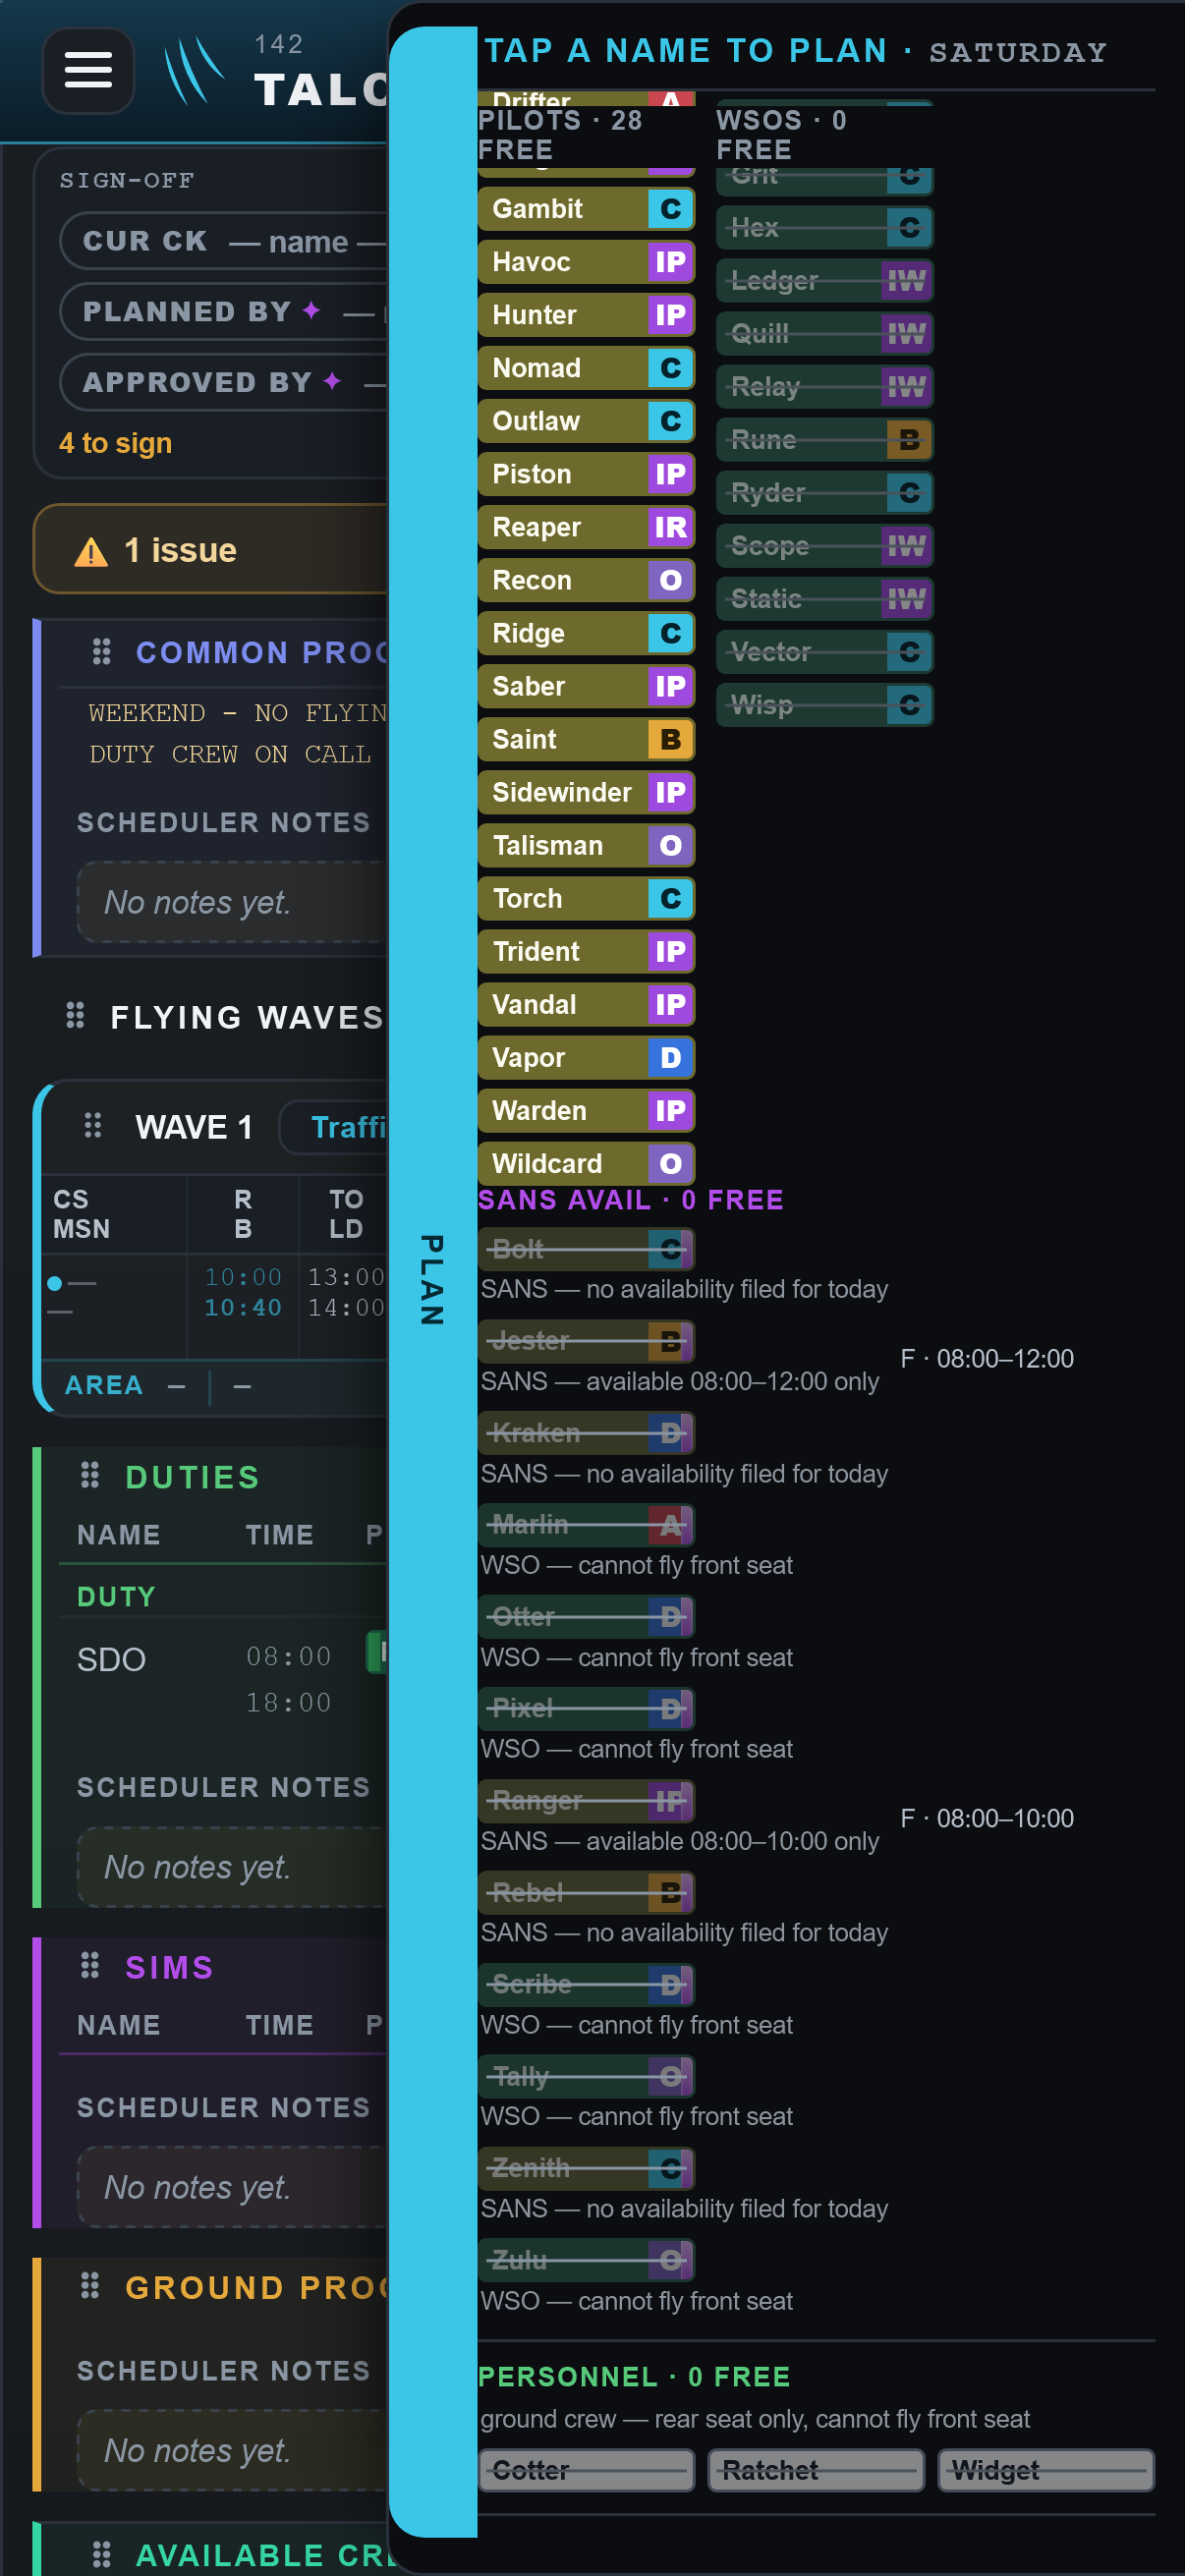 142
TALO
SIGN-OFF
CUR CK — name —
PLANNED BY ✦ —
APPROVED BY ✦ —
4 to sign
1 issue
COMMON PROC
WEEKEND - NO FLYIN
DUTY CREW ON CALL
SCHEDULER NOTES
No notes yet.
FLYING WAVES
WAVE 1 Traffi
CS R TO
MSN B LD
— 10:00 13:00
— 10:40 14:00
AREA — | —
DUTIES
NAME TIME P
DUTY
SDO 08:00
18:00
SCHEDULER NOTES
No notes yet.
SIMS
NAME TIME P
SCHEDULER NOTES
No notes yet.
GROUND PROG
SCHEDULER NOTES
No notes yet.
AVAILABLE CRE
PLAN
TAP A NAME TO PLAN · SATURDAY
Drifter A
PILOTS · 28 FREE
Gambit C
Havoc IP
Hunter IP
Nomad C
Outlaw C
Piston IP
Reaper IR
Recon O
Ridge C
Saber IP
Saint B
Sidewinder IP
Talisman O
Torch C
Trident IP
Vandal IP
Vapor D
Warden IP
Wildcard O
WSOS · 0 FREE
Grit C
Hex C
Ledger IW
Quill IW
Relay IW
Rune B
Ryder C
Scope IW
Static IW
Vector C
Wisp C
SANS AVAIL · 0 FREE
Bolt C
SANS — no availability filed for today
Jester B
SANS — available 08:00–12:00 only
F · 08:00–12:00
Kraken D
SANS — no availability filed for today
Marlin A
WSO — cannot fly front seat
Otter D
WSO — cannot fly front seat
Pixel D
WSO — cannot fly front seat
Ranger IP
SANS — available 08:00–10:00 only
F · 08:00–10:00
Rebel B
SANS — no availability filed for today
Scribe D
WSO — cannot fly front seat
Tally O
WSO — cannot fly front seat
Zenith C
SANS — no availability filed for today
Zulu O
WSO — cannot fly front seat
PERSONNEL · 0 FREE
ground crew — rear seat only, cannot fly front seat
Cotter Ratchet Widget